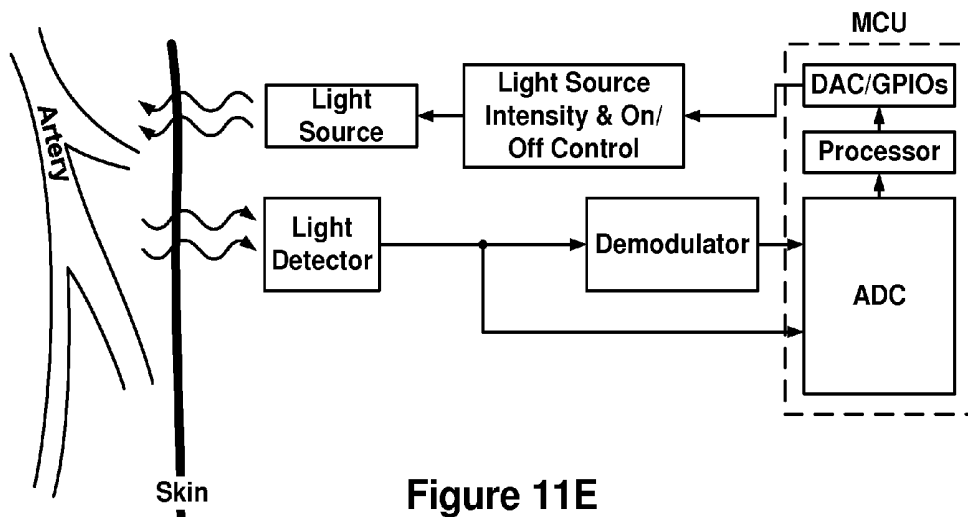 MCU
Light
Source
Light Source
Intensity & On/
Off Control
DAC/GPIOs
Processor
Artery
Light
Detector
Demodulator
ADC
Skin
Figure 11E